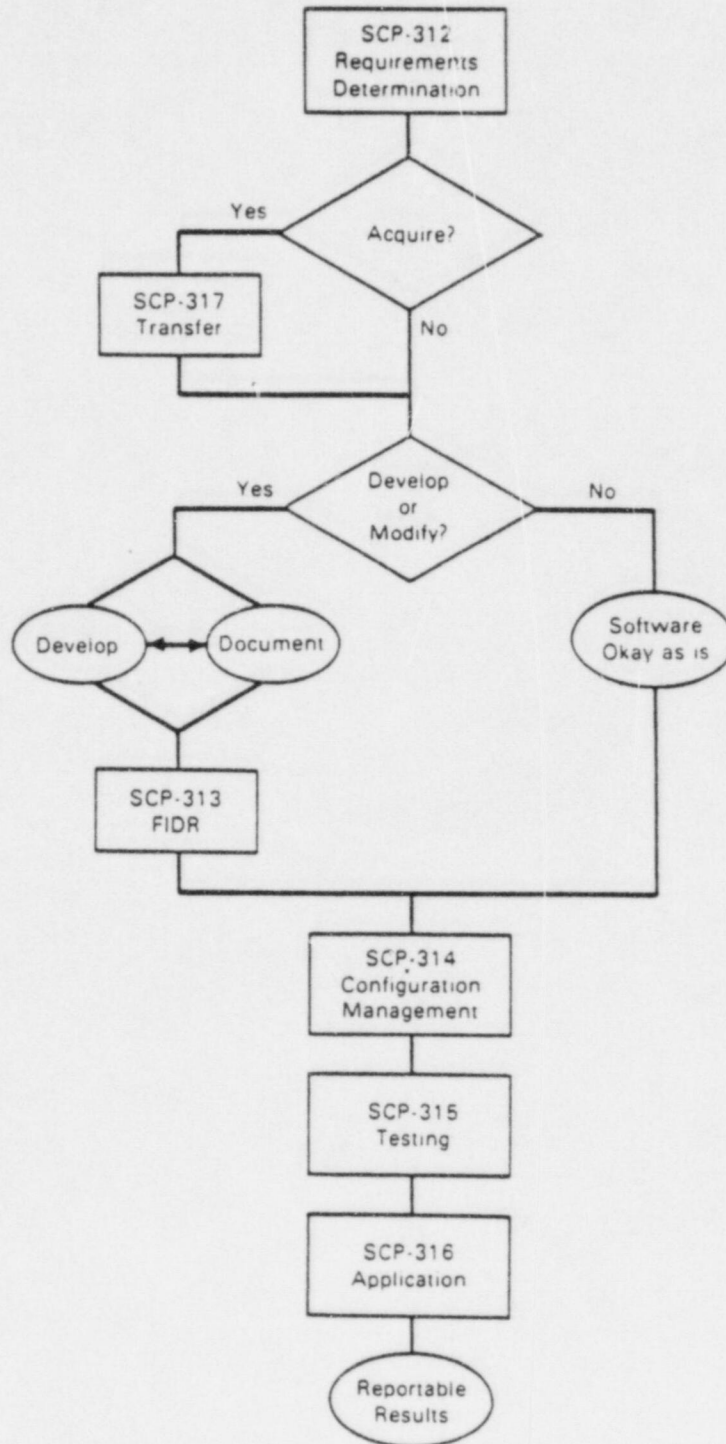 SCP-312
Requirements
Determination
Acquire?
Yes
No
SCP-317
Transfer
Develop
or
Modify?
Yes
No
Develop
Document
Software
Okay as is
SCP-313
FIDR
SCP-314
Configuration
Management
SCP-315
Testing
SCP-316
Application
Reportable
Results